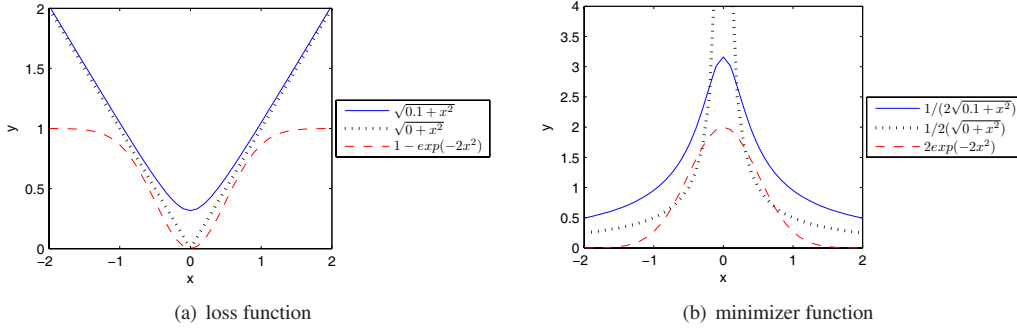 2
1.5
1
0.5
0
−2
−1
0
1
2
x
y
√0.1 + x²
√0 + x²
1 − exp(−2x²)
(a) loss function
4
3.5
3
2.5
2
1.5
1
0.5
0
−2
−1
0
1
2
x
y
1/(2√0.1 + x²)
1/2(√0 + x²)
2exp(−2x²)
(b) minimizer function